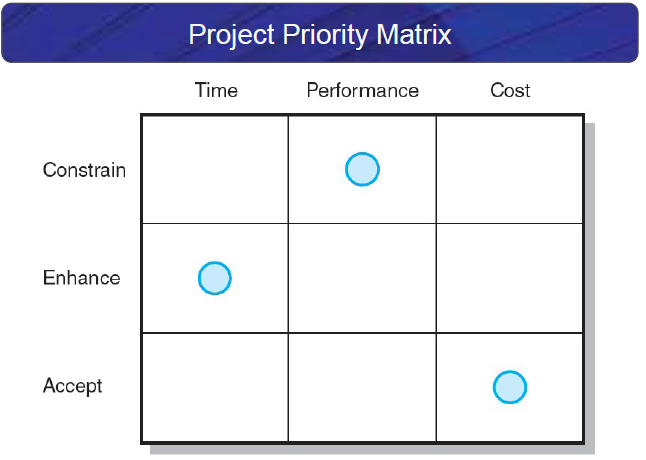 Project Priority Matrix
Time Performance Cost
Constrain
Enhance
Accept